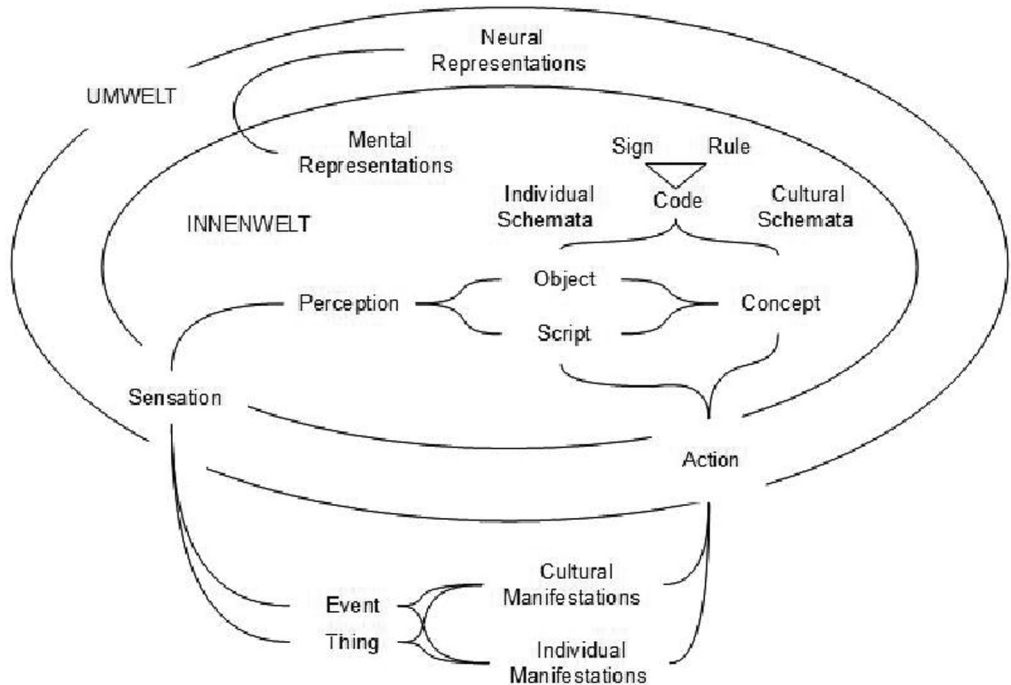 Neural
Representations
UMWELT
Mental
Representations
Sign Rule
Individual
Schemata
Code
Cultural
Schemata
INNENWELT
Object
Perception
Concept
Script
Sensation
Action
Cultural
Manifestations
Event
Thing
Individual
Manifestations